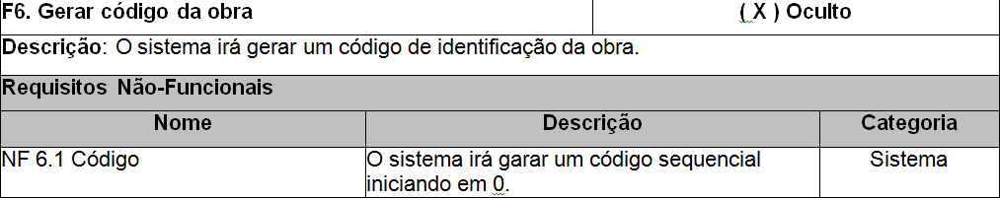 F6. Gerar código da obra ( X ) Oculto
Descrição: O sistema irá gerar um código de identificação da obra.
Requisitos Não-Funcionais
Nome Descrição Categoria
NF 6.1 Código O sistema irá garar um código sequencial Sistema
iniciando em 0.